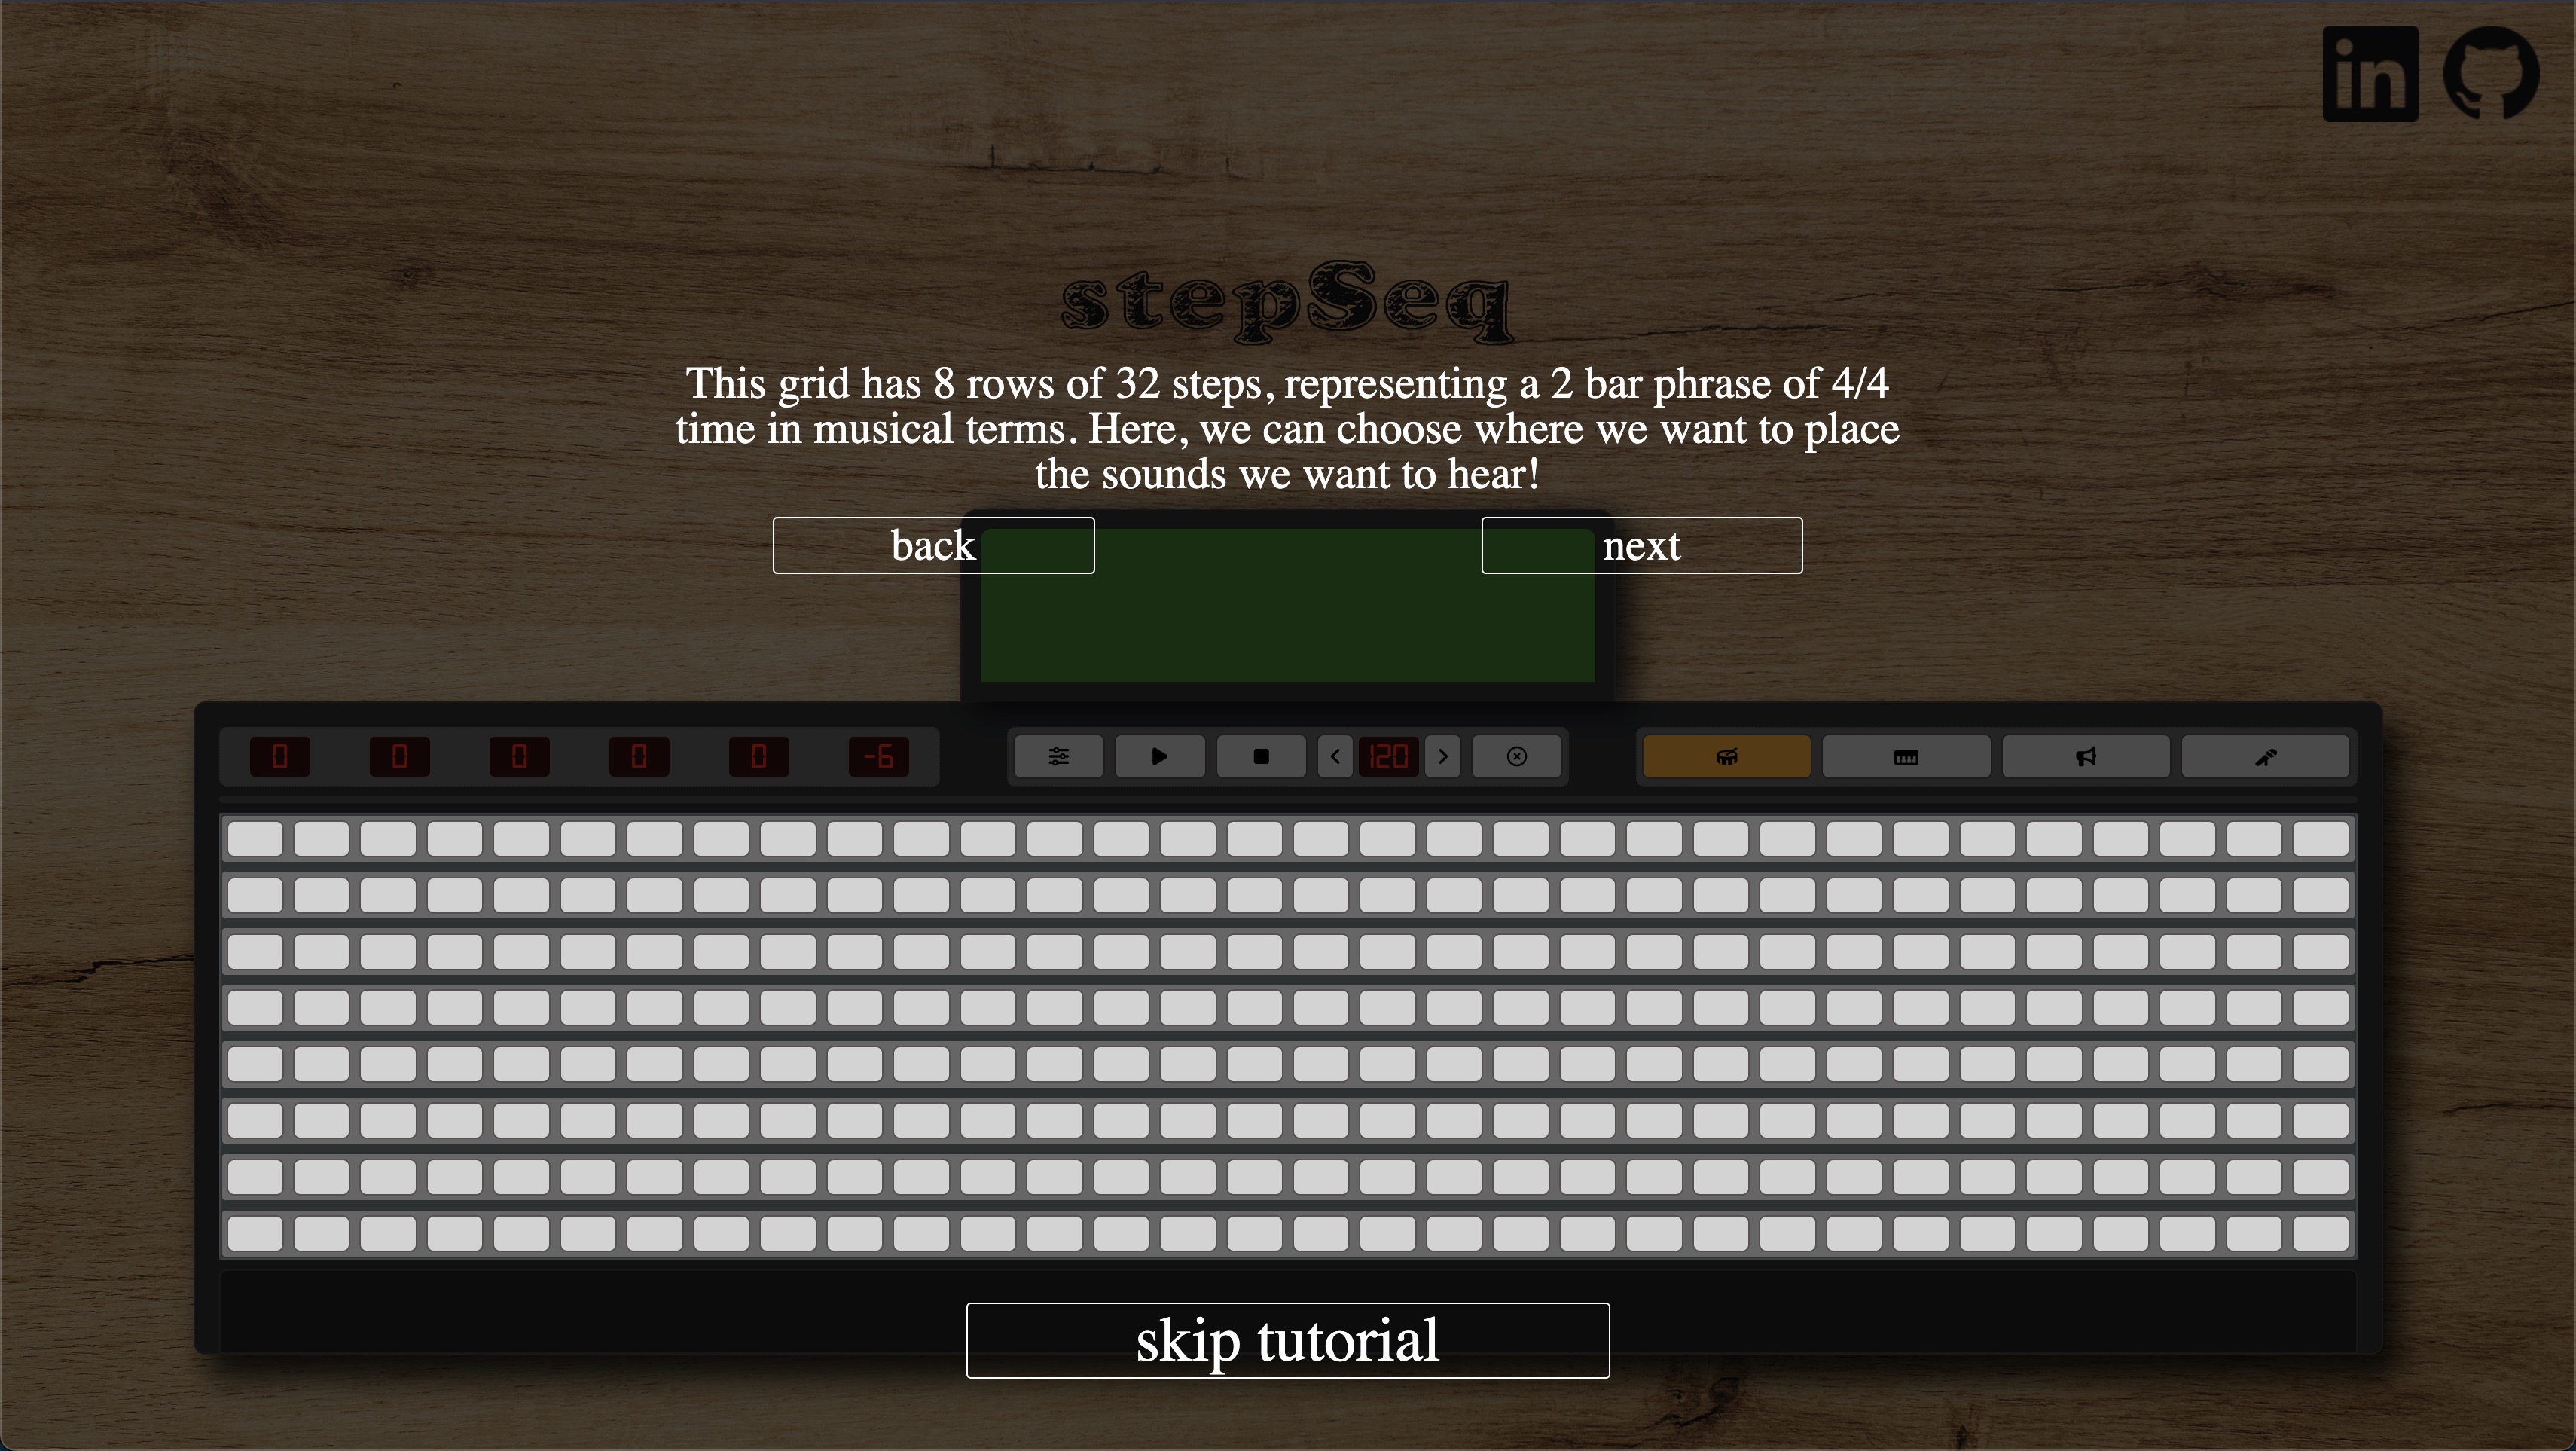 in
stepSeq
This grid has 8 rows of 32 steps, representing a 2 bar phrase of 4/4
time in musical terms. Here, we can choose where we want to place
the sounds we want to hear!
back
next
0 0 0 0 0 -6
120
skip tutorial